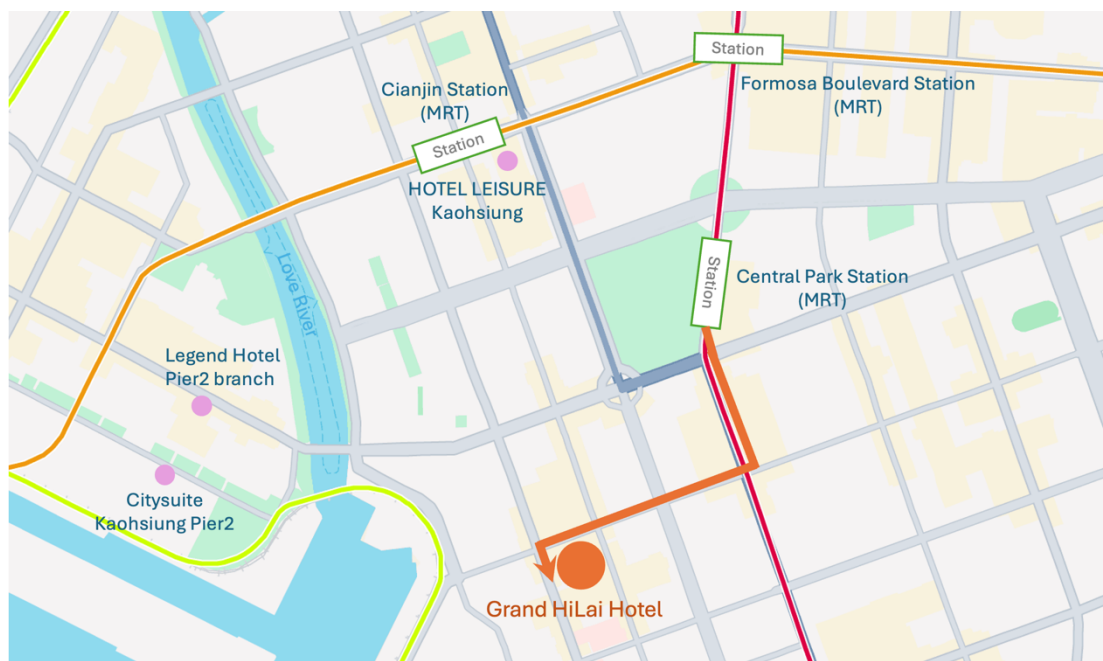 Station
Cianjin Station
(MRT)
Formosa Boulevard Station
(MRT)
Station
HOTEL LEISURE
Kaohsiung
Love River
Station
Central Park Station
(MRT)
Legend Hotel
Pier2 branch
Citysuite
Kaohsiung Pier2
Grand HiLai Hotel